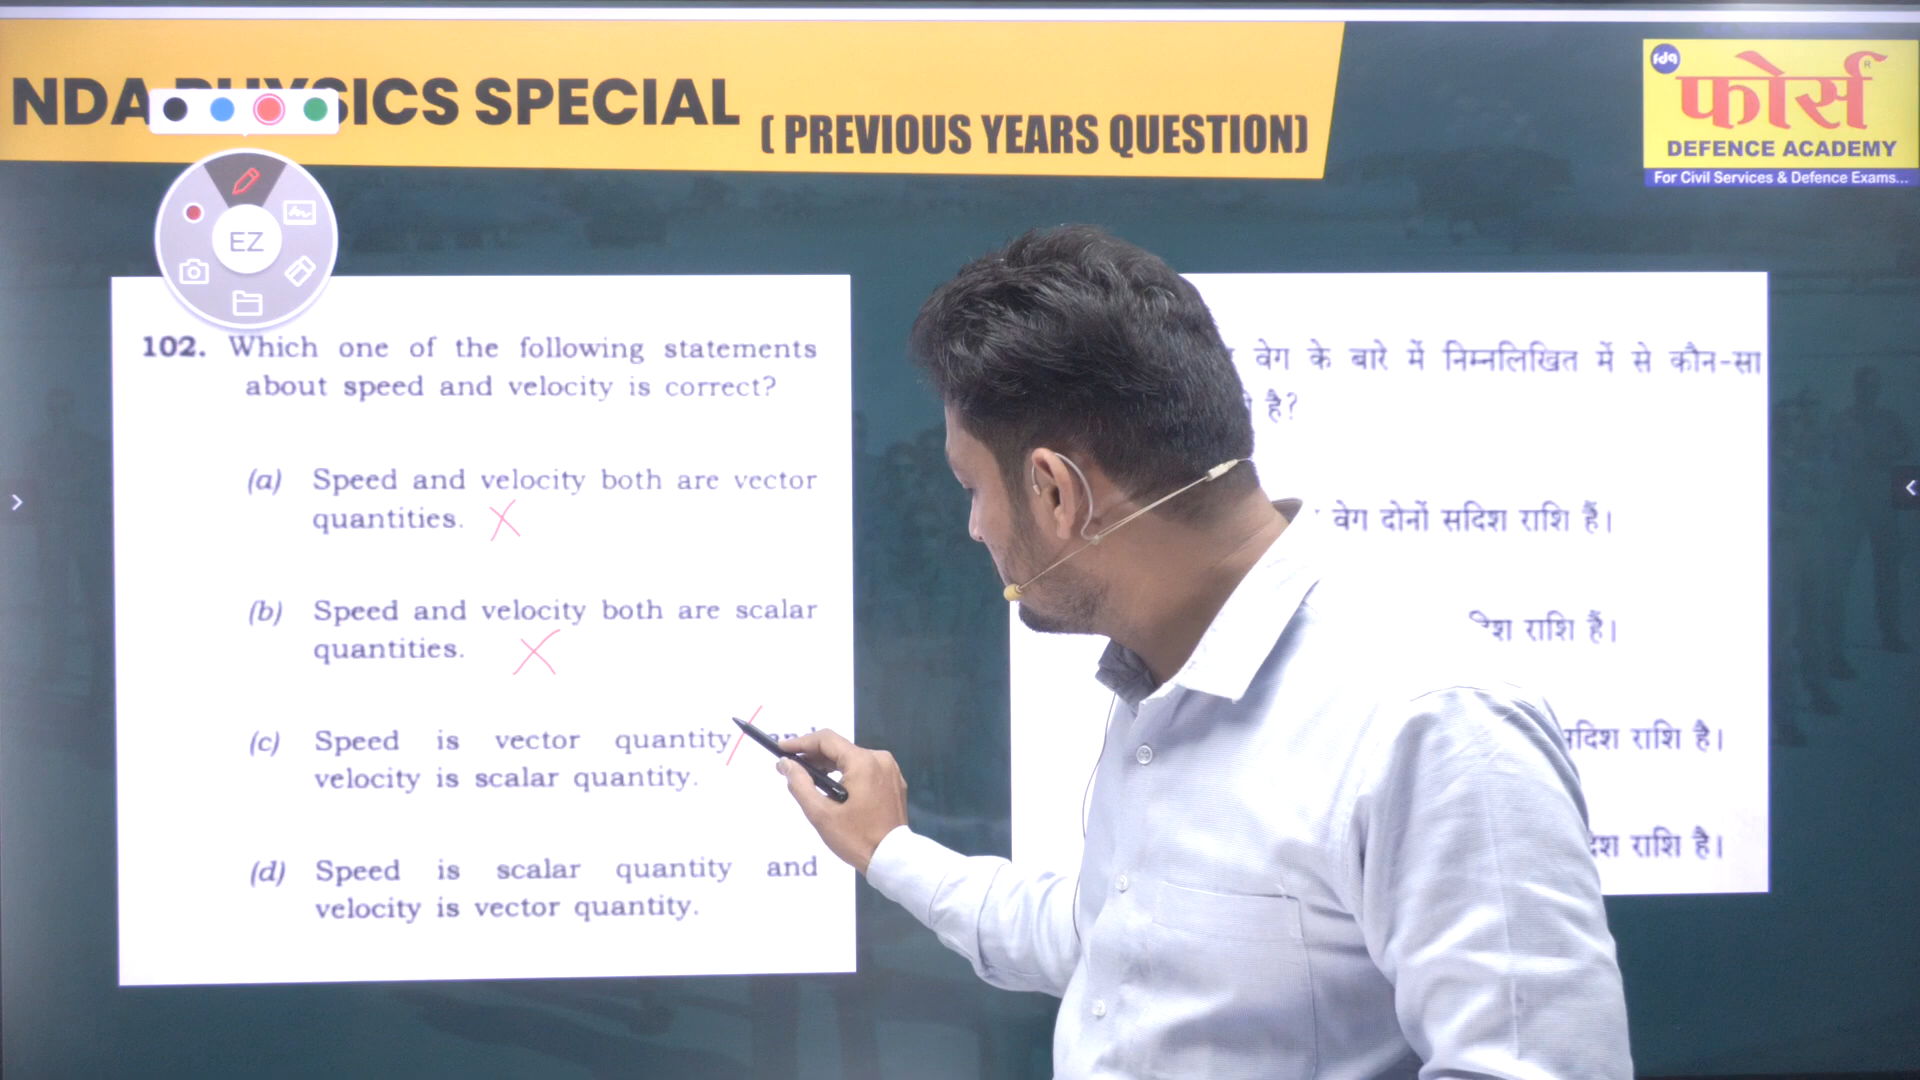 NDA PHYSICS SPECIAL ( PREVIOUS YEARS QUESTION)
fda
फोर्स
R
DEFENCE ACADEMY
For Civil Services & Defence Exams...
EZ
102. Which one of the following statements
about speed and velocity is correct?
(a) Speed and velocity both are vector
quantities.
(b) Speed and velocity both are scalar
quantities.
(c) Speed is vector quantity and
velocity is scalar quantity.
(d) Speed is scalar quantity and
velocity is vector quantity.
वेग के बारे में निम्नलिखित में से कौन-सा
है?
वेग दोनों सदिश राशि हैं।
राशि हैं।
राशि है।
राशि है।